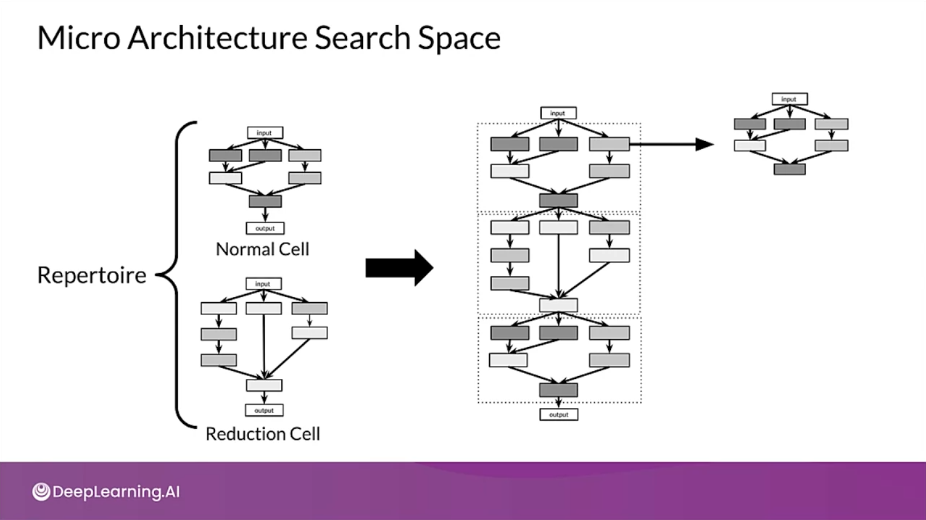 Micro Architecture Search Space
Repertoire
input
output
Normal Cell
input
output
Reduction Cell
input
output
input
DeepLearning.AI